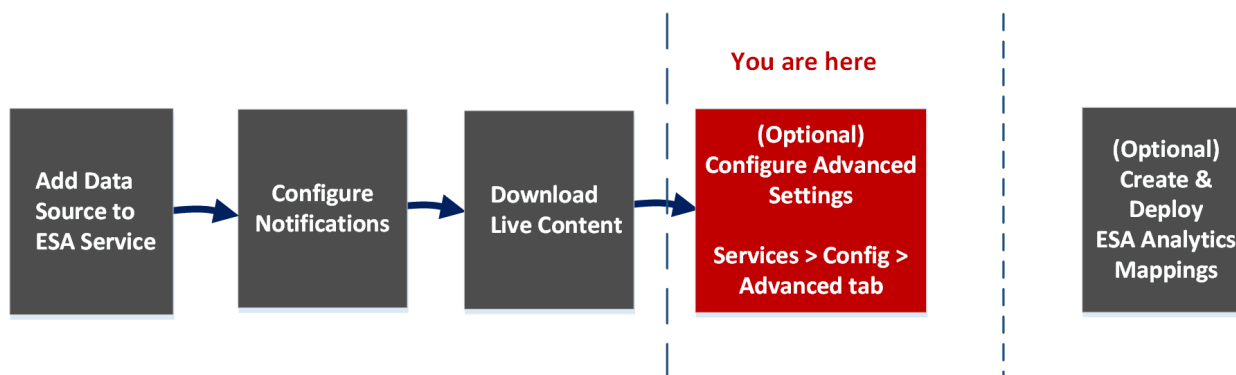 You are here
Add Data
Source to
ESA Service
Configure
Notifications
Download
Live Content
(Optional)
Configure Advanced
Settings
Services > Config >
Advanced tab
(Optional)
Create &
Deploy
ESA Analytics
Mappings